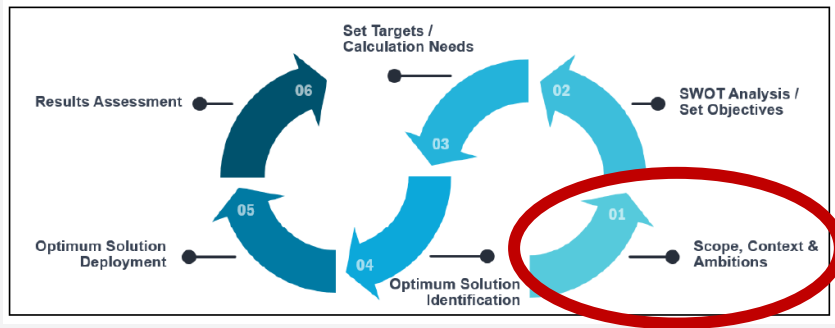 Set Targets /
Calculation Needs
06
02
Results Assessment
SWOT Analysis /
Set Objectives
03
05
01
Optimum Solution
Deployment
04
Scope, Context &
Ambitions
Optimum Solution
Identification